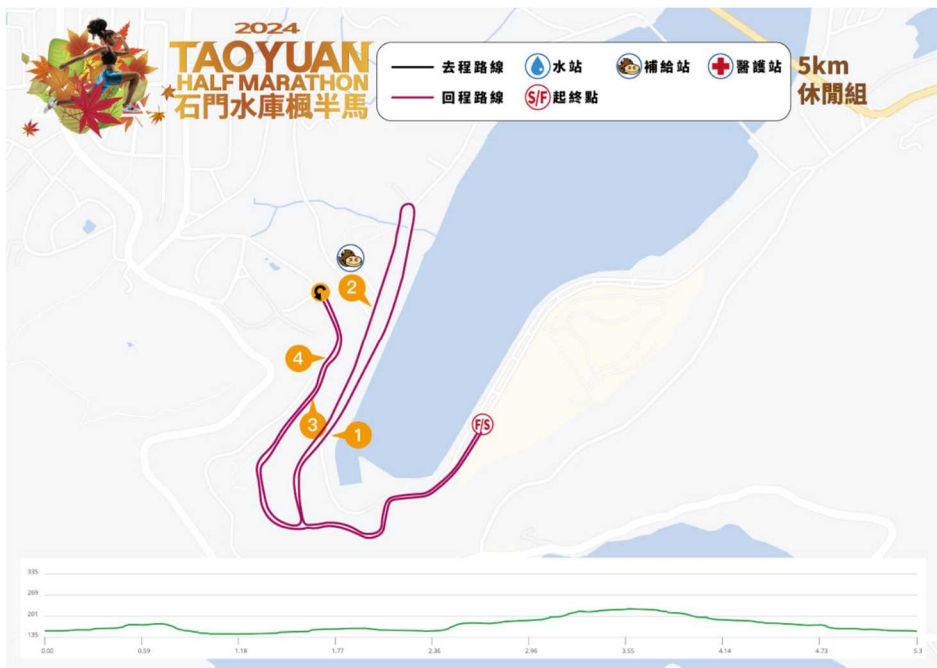 2024
TAOYUAN
HALF MARATHON
石門水庫楓半馬
去程路線
水站
補給站
醫護站
回程路線
S/F 起終點
5km
休閒組
2
4
3
1
F/S
335
269
201
135
0.00 0.59 1.18 1.77 2.36 2.96 3.55 4.14 4.73 5.3